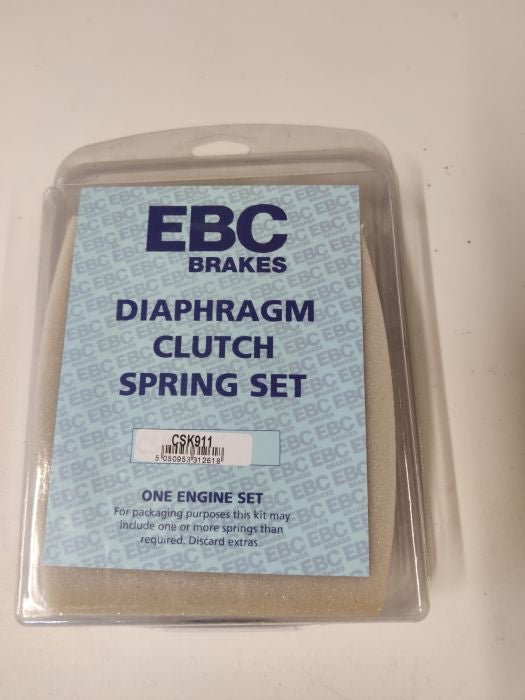 EBC
BRAKES
DIAPHRAGM
CLUTCH
SPRING SET
CSK911
5 050953 312618
ONE ENGINE SET
For packaging purposes this kit may
include one or more springs than
required. Discard extras.